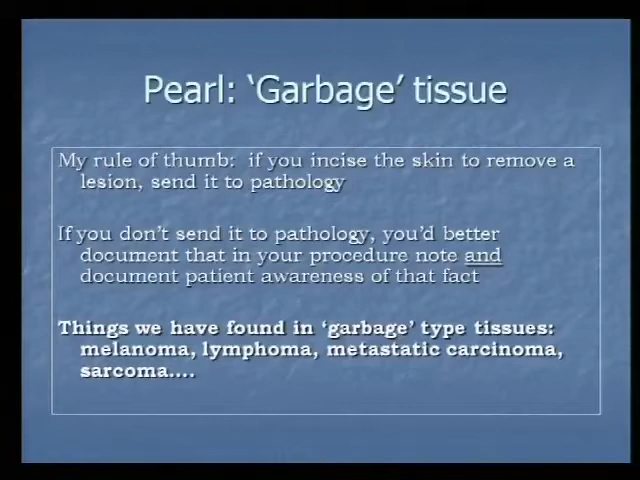 Pearl: ‘Garbage’ tissue
My rule of thumb:  if you incise the skin to remove a
lesion, send it to pathology
If you don’t send it to pathology, you’d better
document that in your procedure note and
document patient awareness of that fact
Things we have found in ‘garbage’ type tissues:
melanoma, lymphoma, metastatic carcinoma,
sarcoma….